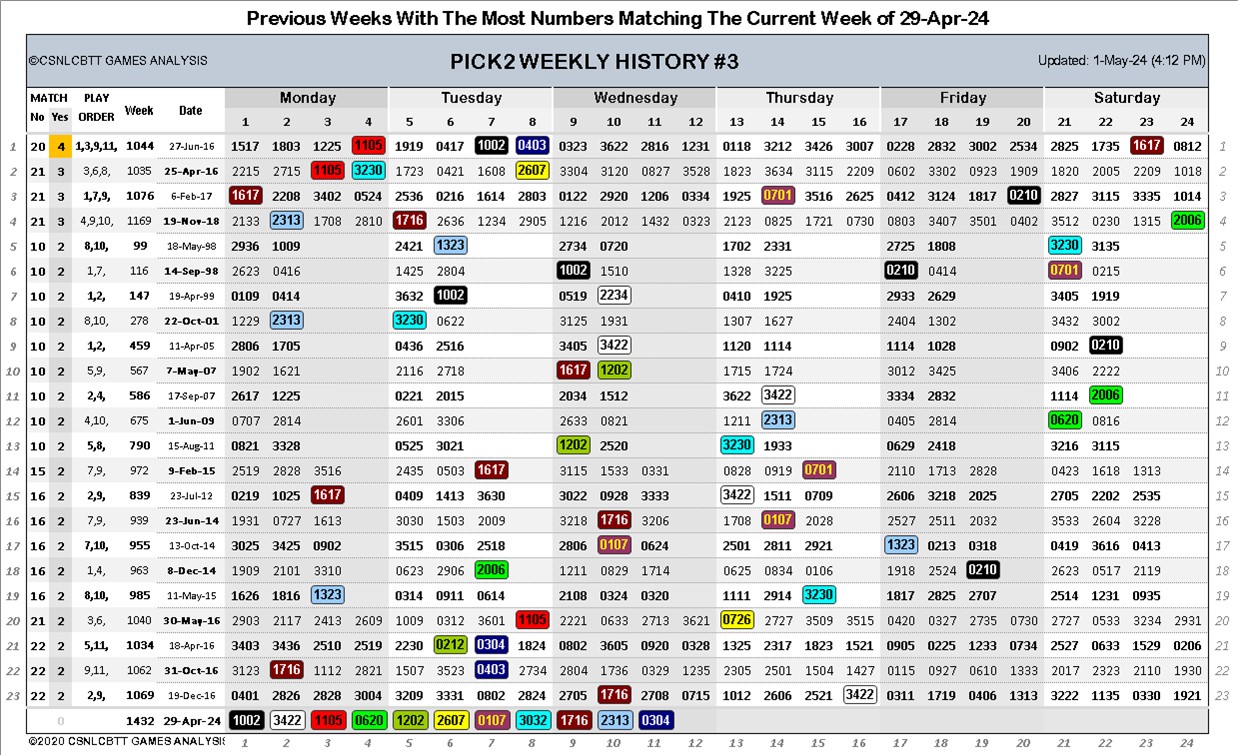 Previous Weeks With The Most Numbers Matching The Current Week of 29-Apr-24
©CSNLCBTT GAMES ANALYSIS PICK2 WEEKLY HISTORY #3 Updated: 1-May-24 (4:12 PM)
MATCH PLAY Week Date Monday Tuesday Wednesday Thursday Friday Saturday
No Yes ORDER 1 2 3 4 5 6 7 8 9 10 11 12 13 14 15 16 17 18 19 20 21 22 23 24
1 20 4 1,3,9,11, 1044 27-Jun-16 1517 1803 1225 1105 1919 0417 1002 0403 0323 3622 2816 1231 0118 3212 3426 3007 0228 2832 3002 2534 2825 1735 1617 0812 1
2 21 3 3,6,8, 1035 25-Apr-16 2215 2715 1105 3230 1723 0421 1608 2607 3304 3120 0827 3528 1763 3634 3115 2209 0602 3302 0923 1909 1820 2005 2209 1018 2
3 21 3 1,7,9, 1076 6-Feb-17 1617 2208 3402 0524 2536 0216 1614 2803 0122 2920 1206 0334 1925 0701 3516 2625 0412 3124 1817 0210 2827 3115 3335 1014 3
4 21 3 4,9,10, 1169 19-Nov-18 2133 2313 1708 2810 1716 2636 1234 2905 1216 2012 1432 0323 2123 0825 1721 0730 0803 3407 3501 0402 3512 0230 1315 2006 4
5 10 2 8,10, 99 18-May-98 2936 1009 2421 1323 2734 0720 1702 2331 2725 1808 3230 3135 5
6 10 2 1,7, 116 14-Sep-98 2623 0416 1425 2804 1002 1510 1328 3225 0210 0414 0701 0215 6
7 10 2 1,2, 147 19-Apr-99 0109 0414 3632 1002 0519 2234 0410 1925 2933 2629 3405 1919 7
8 10 2 8,10, 278 22-Oct-01 1229 2313 3230 0622 3125 1931 1307 1627 2404 1302 3432 3002 8
9 10 2 1,2, 459 11-Apr-05 2806 1705 0436 2516 3405 3422 1120 1114 1114 1028 0902 0210 9
10 10 2 5,9, 567 7-May-07 1902 1621 2116 2718 1617 1202 1715 1724 3012 3425 3406 2222 10
11 10 2 2,4, 586 17-Sep-07 2617 1225 0221 2015 2034 1512 3622 3422 3334 2832 1114 2006 11
12 10 2 4,10, 675 1-Jun-09 0707 2814 2601 3306 2633 0821 1211 2313 0405 2814 0620 0816 12
13 10 2 5,8, 790 15-Aug-11 0821 3328 0525 3021 1202 2520 3230 1933 0629 2418 3216 3115 13
14 15 2 7,9, 972 9-Feb-15 2519 2828 3516 2435 0503 1617 3115 1533 0331 0828 0919 0701 2110 1713 2828 0423 1618 1313 14
15 16 2 2,9, 839 23-Jul-12 0219 1025 1617 0409 1413 3630 3022 0928 3333 3422 1511 0709 2606 3218 2025 2705 2202 2535 15
16 16 2 7,9, 939 23-Jun-14 1931 0727 1613 3030 1503 2009 3218 1716 3206 1708 0107 2028 2527 2511 2032 3533 2604 3228 16
17 16 2 7,10, 955 13-Oct-14 3025 3425 0902 3515 0306 2518 2806 0107 0624 2501 2811 2921 1323 0213 0318 0419 3616 0413 17
18 16 2 1,4, 963 8-Dec-14 1909 2101 3310 0623 2906 2006 1211 0829 1714 0625 0834 0106 1918 2524 0210 2623 0517 2119 18
19 16 2 8,10, 985 11-May-15 1626 1816 1323 0314 0911 0614 2108 0324 0320 1111 2914 3230 1817 2825 2707 2514 1231 0935 19
20 21 2 3,6, 1040 30-May-16 2903 2117 2413 2609 1009 0312 3601 1105 2221 0633 2713 3621 0726 2727 3509 3515 0420 0327 2735 0730 2727 0533 3234 2931 20
21 22 2 5,11, 1034 18-Apr-16 3403 3436 2510 2519 2230 0212 0304 1824 0802 3605 0920 0328 1325 2317 1823 1521 0905 0225 1233 0734 2527 0633 1529 0206 21
22 22 2 9,11, 1062 31-Oct-16 3123 1716 1112 2821 1507 3523 0403 2734 2804 1736 0329 1235 2305 2501 1504 1427 0115 0927 0610 1333 2017 2323 2110 1930 22
23 22 2 2,9, 1069 19-Dec-16 0401 2826 2828 3004 3209 3331 0802 2824 2705 1716 2708 0715 1012 2606 2521 3422 0311 1719 0406 1313 3222 1135 0330 1921 23
0 1432 29-Apr-24 1002 3422 1105 0620 1202 2607 0107 3032 1716 2313 0304
©2020 CSNLCBTT GAMES ANALYSIS 1 2 3 4 5 6 7 8 9 10 11 12 13 14 15 16 17 18 19 20 21 22 23 24